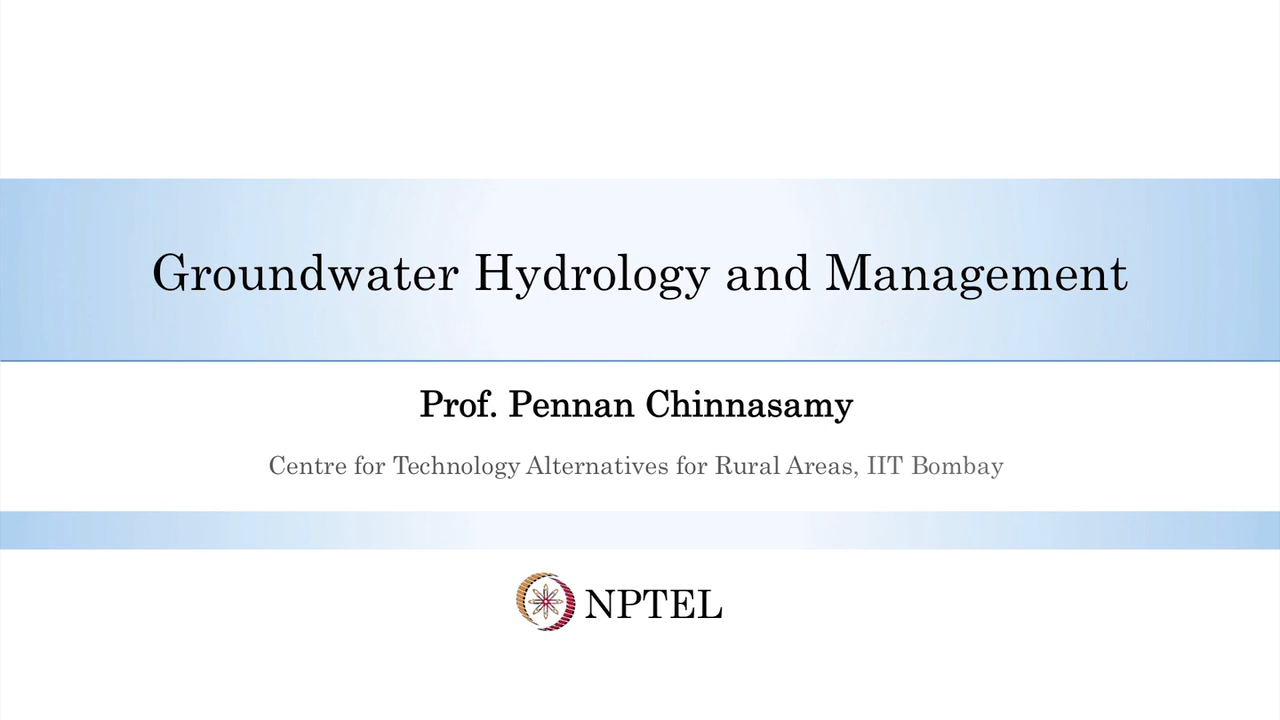 Groundwater Hydrology and Management
Prof. Pennan Chinnasamy
Centre for Technology Alternatives for Rural Areas, IIT Bombay
NPTEL